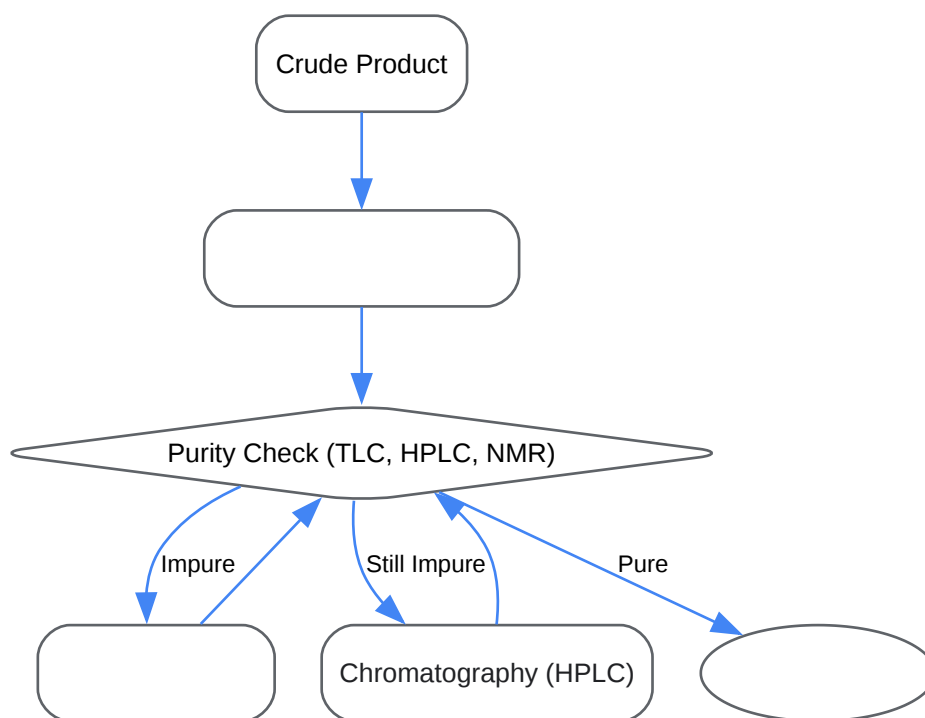 Crude Product
Purity Check (TLC, HPLC, NMR)
Impure
Still Impure
Pure
Chromatography (HPLC)